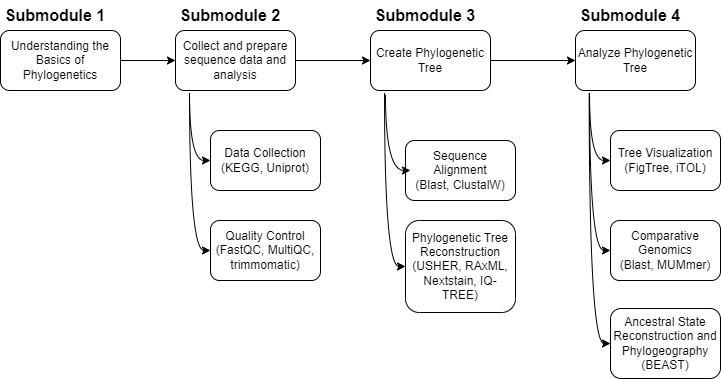 Submodule 1
Understanding the
Basics of
Phylogenetics
Submodule 2
Collect and prepare
sequence data and
analysis
Data Collection
(KEGG, Uniprot)
Quality Control
(FastQC, MultiQC,
trimmomatic)
Submodule 3
Create Phylogenetic
Tree
Sequence
Alignment
(Blast, ClustalW)
Phylogenetic Tree
Reconstruction
(USHER, RAxML,
Nextstain, IQ-
TREE)
Submodule 4
Analyze Phylogenetic
Tree
Tree Visualization
(FigTree, iTOL)
Comparative
Genomics
(Blast, MUMmer)
Ancestral State
Reconstruction and
Phylogeography
(BEAST)